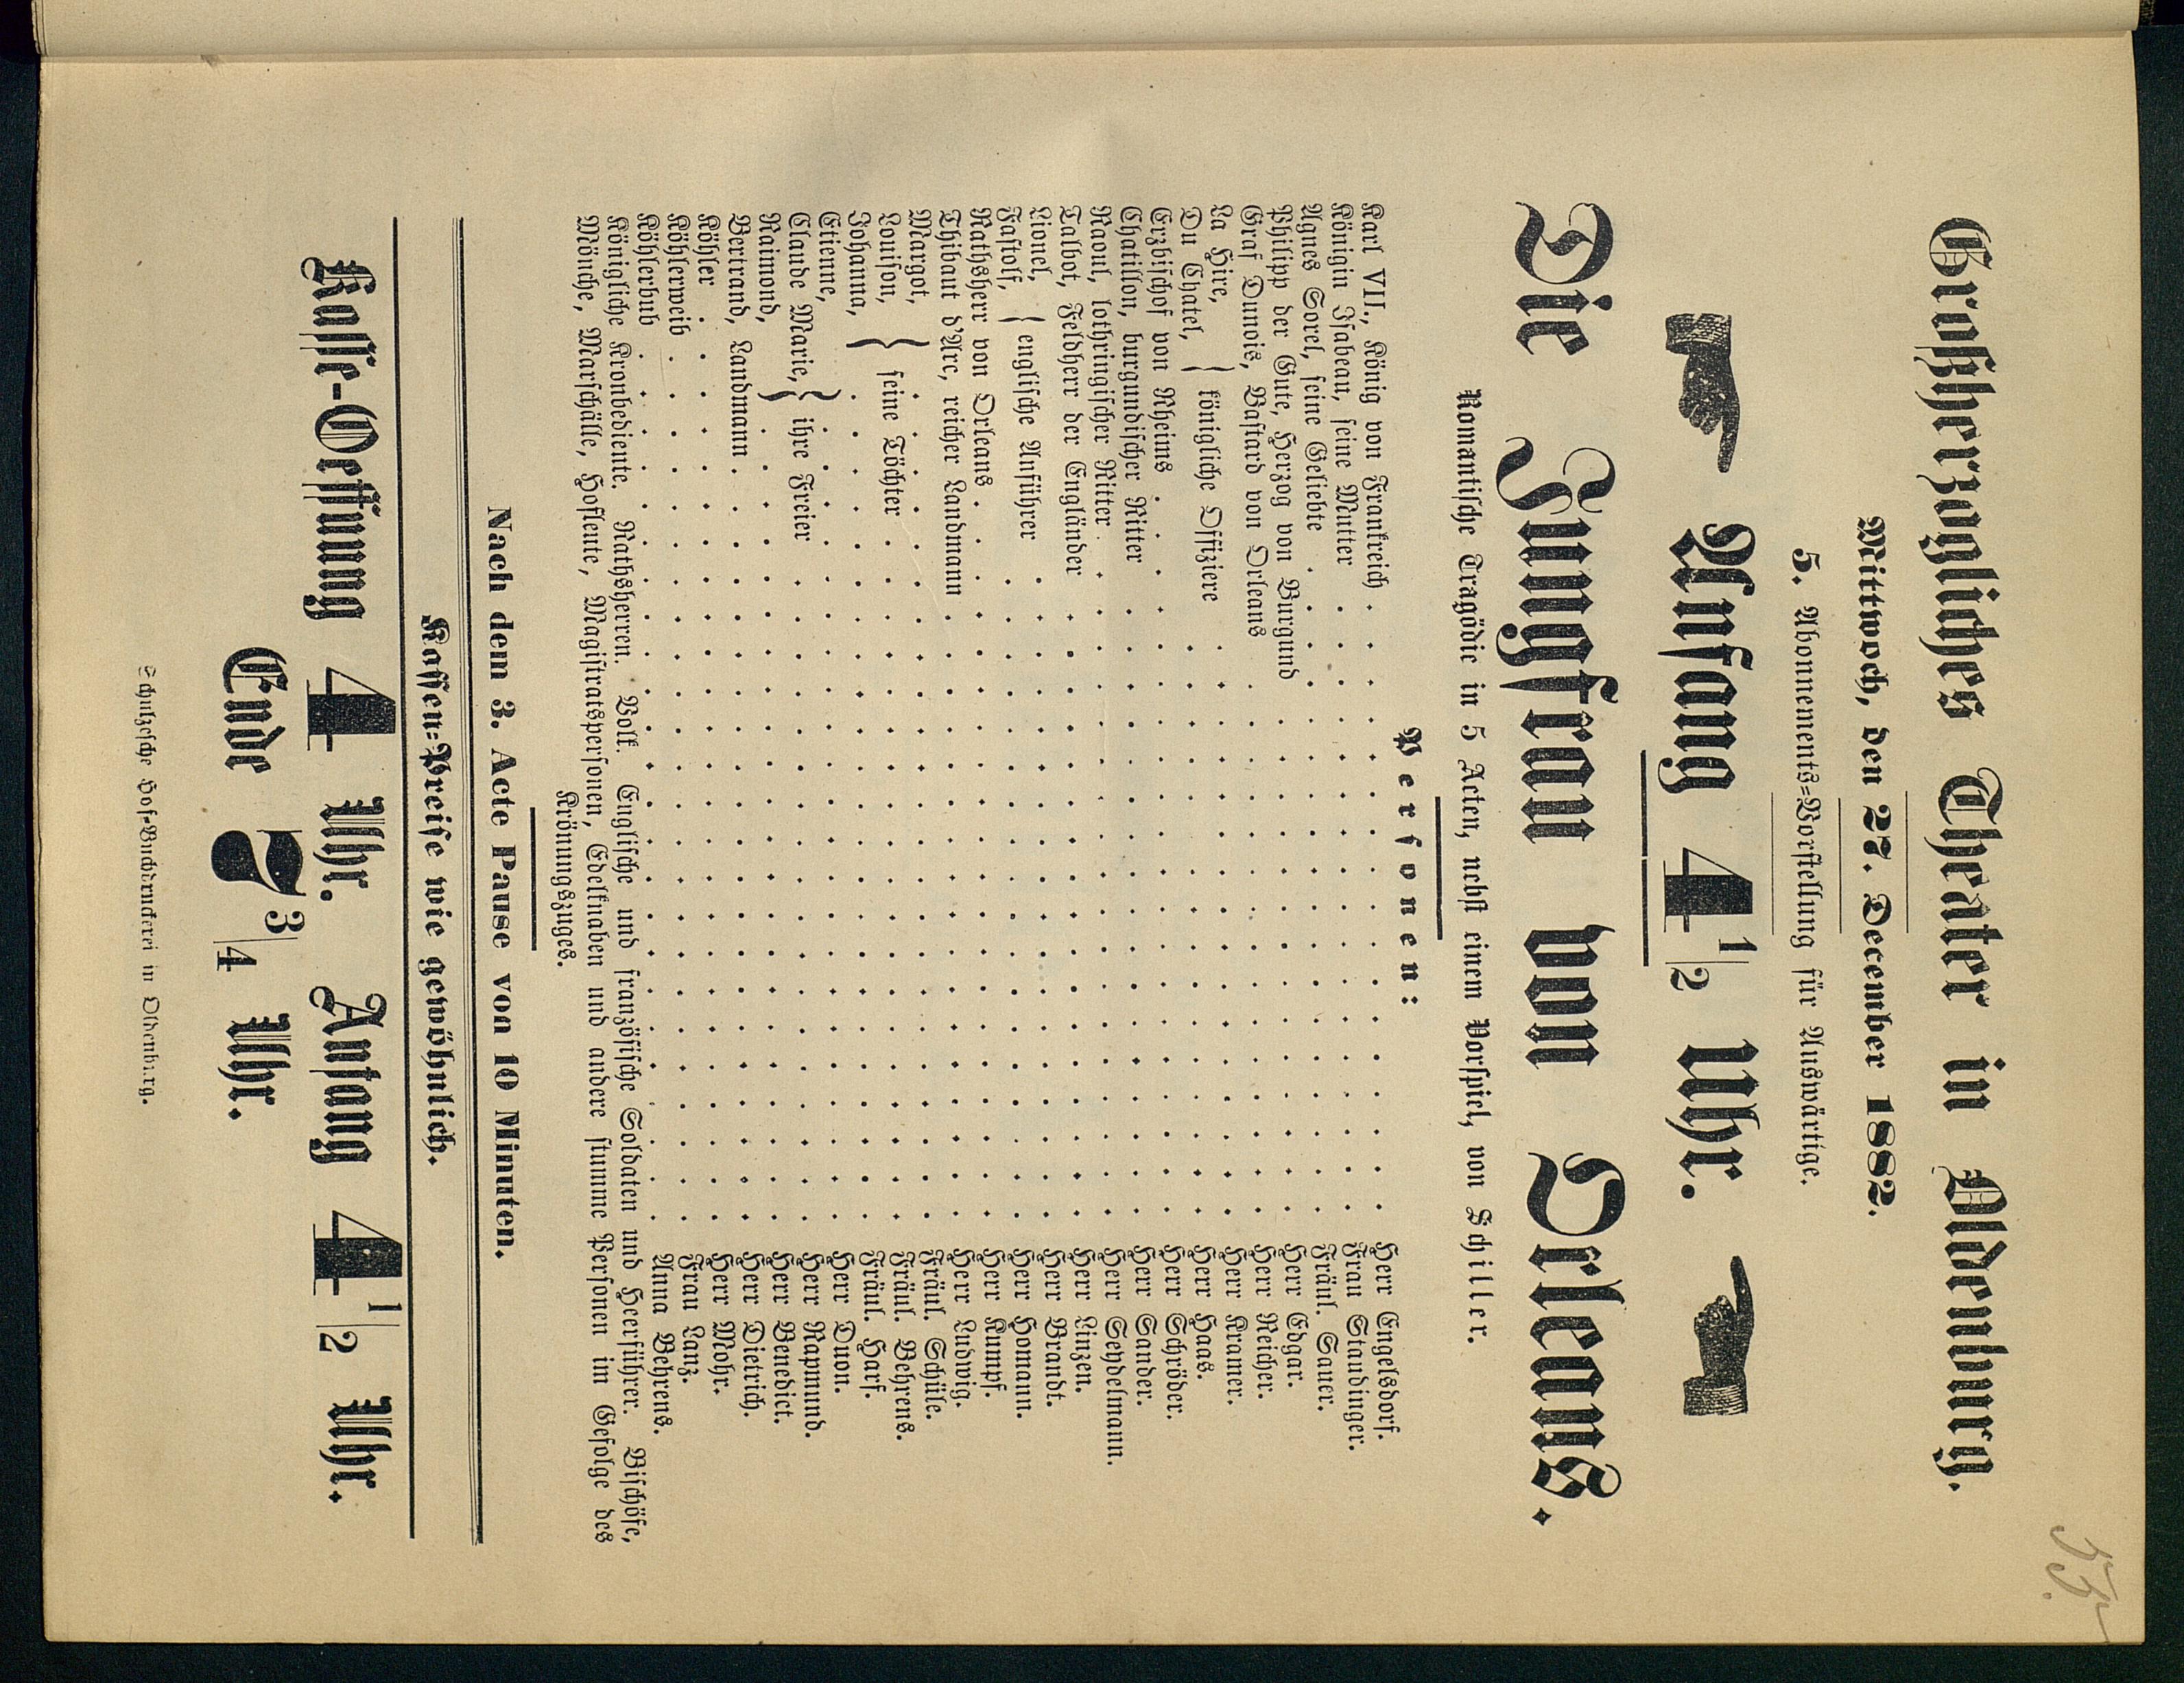 Großherzogliches Theater in Oldenburg.
Mittwoch, den 27. December 1882.
5. Abonnements-Vorstellung für Auswärtige.
Anfang 4 1/2 Uhr.
Die Jungfrau von Orleans.
Romantische Tragödie in 5 Acten, nebst einem Vorspiel, von Schiller.
Personen:
Karl VII., König von Frankreich . . . Herr Engelsdorf.
Königin Isabeau, seine Mutter . . . Frau Staudinger.
Agnes Sorel, seine Geliebte . . . Fräul. Sauer.
Philipp der Gute, Herzog von Burgund . . . Herr Edgar.
Graf Dunois, Bastard von Orleans . . . Herr Reicher.
La Hire, } königliche Offiziere . . . Herr Kramer.
Du Chatel, . . . Herr Haas.
Erzbischof von Rheims . . . Herr Schröder.
Chatillon, burgundischer Ritter . . . Herr Sander.
Raoul, lothringischer Ritter . . . Herr Seydelmann.
Talbot, Feldherr der Engländer . . . Herr Linzen.
Lionel, } englische Anführer . . . Herr Brandt.
Fastolf, . . . Herr Homann.
Rathsherr von Orleans . . . Herr Kumpf.
Thibaut d'Arc, reicher Landmann . . . Herr Ludwig.
Margot, . . . Fräul. Schüle.
Louison, } seine Töchter . . . Fräul. Behrens.
Johanna, . . . Fräul. Harf.
Etienne, . . . Herr Duon.
Claude Marie, } ihre Freier . . . Herr Rapmund.
Raimond, . . . Herr Benedict.
Bertrand, Landmann . . . Herr Dietrich.
Köhler . . . Herr Mohr.
Köhlerweib . . . Frau Lanz.
Köhlerbub . . . Anna Behrens.
Königliche Kronbediente. Rathsherren. Volk. Englische und französische Soldaten und Heerführer. Bischöfe,
Mönche, Marschälle, Hofleute, Magistratspersonen, Edelknaben und andere stumme Personen im Gefolge des
Krönungszuges.
Nach dem 3. Acte Pause von 10 Minuten.
Kassen-Preise wie gewöhnlich.
Kasse-Oeffnung 4 Uhr. Anfang 4 1/2 Uhr.
Ende 7 3/4 Uhr.
Schulzesche Hof-Buchdruckerei in Oldenburg.